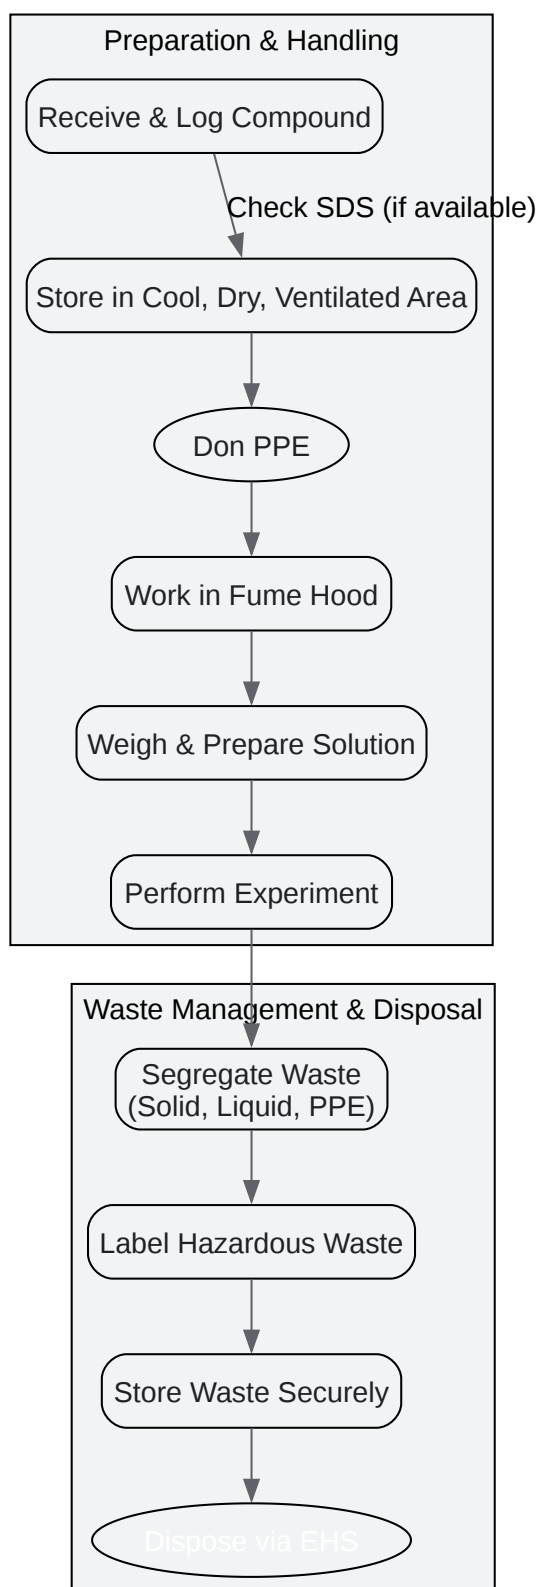 Preparation & Handling
Receive & Log Compound
Check SDS (if available)
Store in Cool, Dry, Ventilated Area
Don PPE
Work in Fume Hood
Weigh & Prepare Solution
Perform Experiment
Waste Management & Disposal
Segregate Waste
(Solid, Liquid, PPE)
Label Hazardous Waste
Store Waste Securely
Dispose via EHS